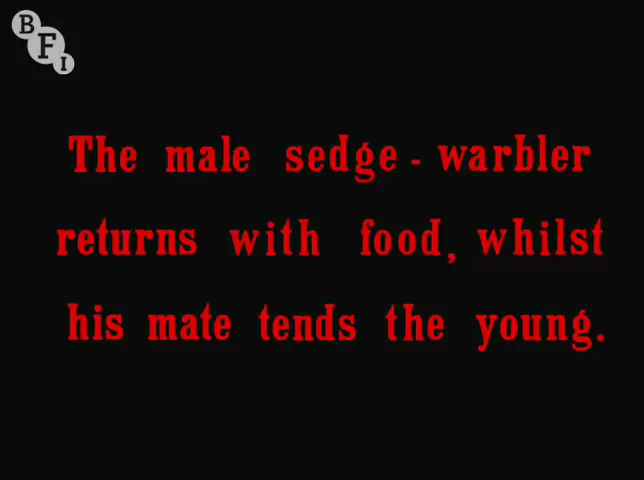 BFI
The male sedge-warbler
returns with food, whilst
his mate tends the young.